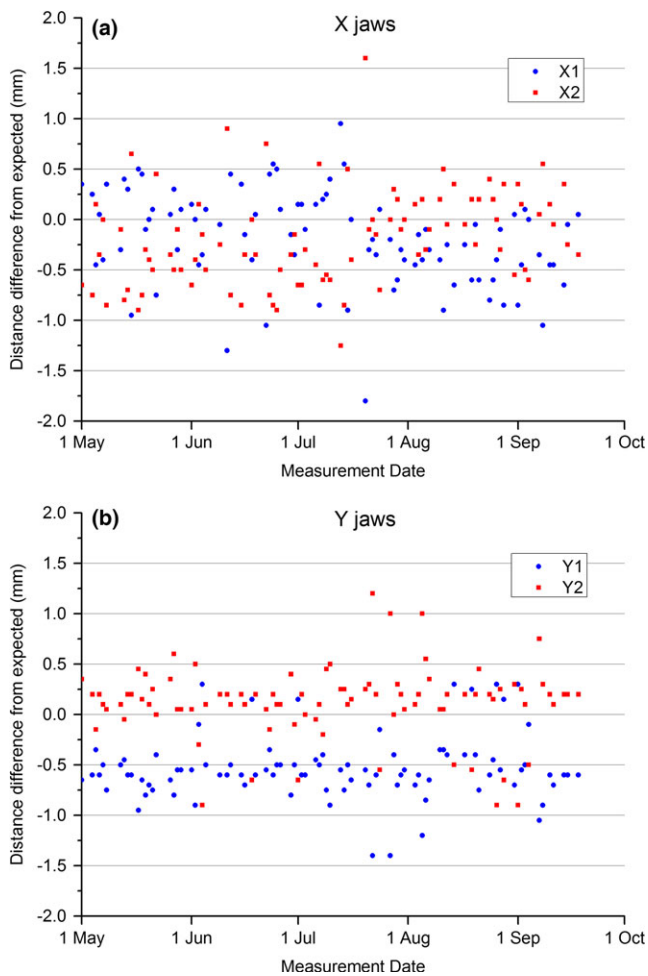 (a)
X jaws
X1
X2
Distance difference from expected (mm)
2.0
1.5
1.0
0.5
0.0
-0.5
-1.0
-1.5
-2.0
1 May
1 Jun
1 Jul
1 Aug
1 Sep
1 Oct
Measurement Date
(b)
Y jaws
Y1
Y2
Distance difference from expected (mm)
2.0
1.5
1.0
0.5
0.0
-0.5
-1.0
-1.5
-2.0
1 May
1 Jun
1 Jul
1 Aug
1 Sep
1 Oct
Measurement Date